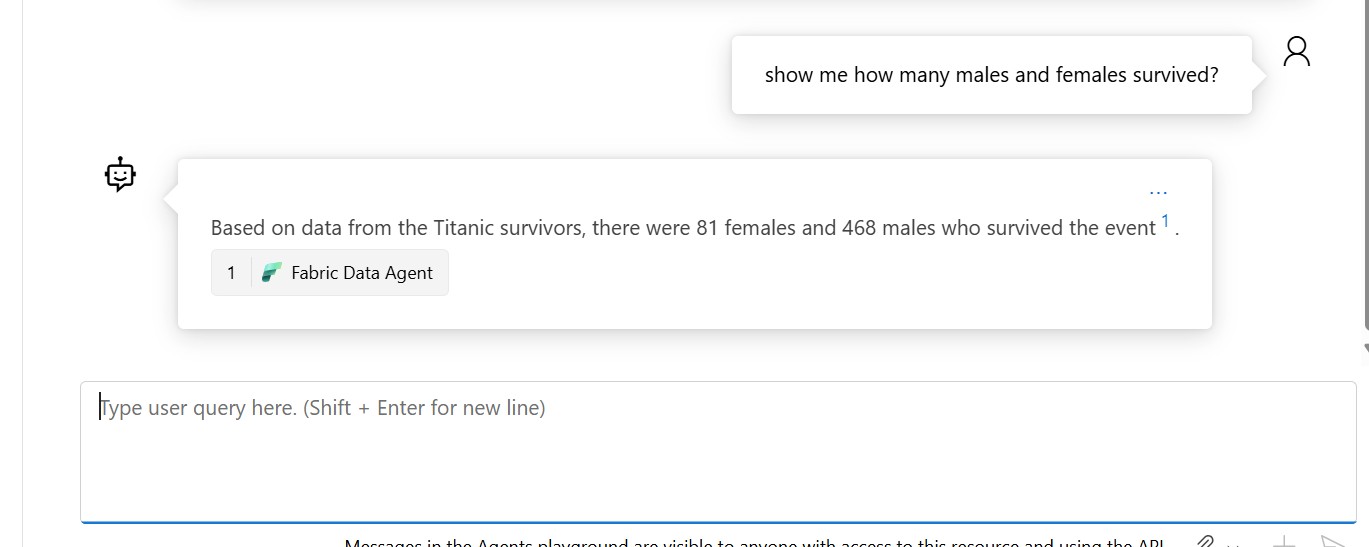 show me how many males and females survived?
...
Based on data from the Titanic survivors, there were 81 females and 468 males who survived the event 1 .
1 Fabric Data Agent
Type user query here. (Shift + Enter for new line)
Messages in the Agents playground are visible to anyone with access to this resource and using the API